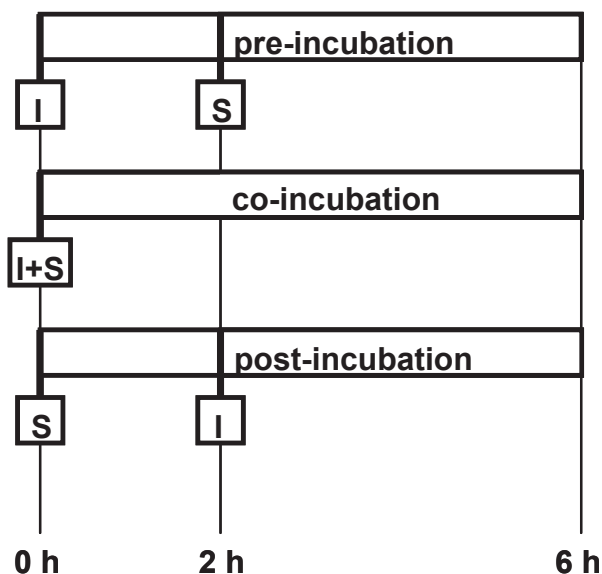 pre-incubation
I S
co-incubation
I+S
post-incubation
S I
0 h 2 h 6 h